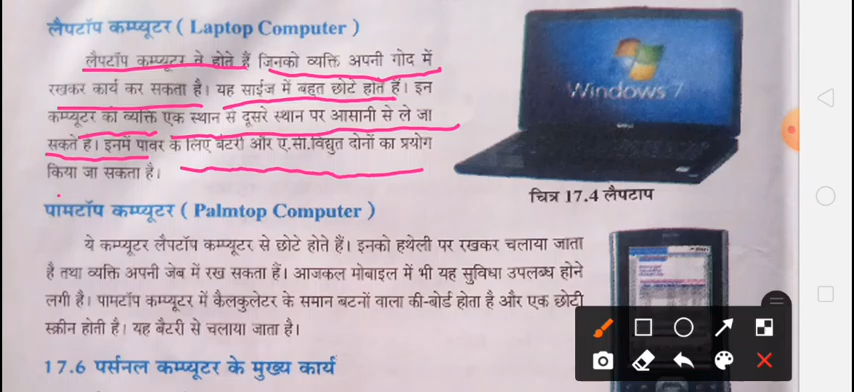 लैपटॉप कम्प्यूटर ( Laptop Computer )
लैपटॉप कम्प्यूटर वे होते हैं जिनको व्यक्ति अपनी गोद में
रखकर कार्य कर सकता है। यह साईज में बहुत छोटे होते हैं। इन
कम्प्यूटर को व्यक्ति एक स्थान से दूसरे स्थान पर आसानी से ले जा
सकते है। इनमें पावर के लिए बैटरी और ए.सी.विद्युत दोनों का प्रयोग
किया जा सकता है।
Windows 7
चित्र 17.4 लैपटाप
पामटॉप कम्प्यूटर ( Palmtop Computer )
ये कम्प्यूटर लैपटॉप कम्प्यूटर से छोटे होते हैं। इनको हथेली पर रखकर चलाया जाता
है तथा व्यक्ति अपनी जेब में रख सकता हैं। आजकल मोबाइल में भी यह सुविधा उपलब्ध होने
लगी है। पामटॉप कम्प्यूटर में कैलकुलेटर के समान बटनों वाला की-बोर्ड होता है और एक छोटी
स्क्रीन होती है। यह बैटरी से चलाया जाता है।
17.6 पर्सनल कम्प्यूटर के मुख्य कार्य